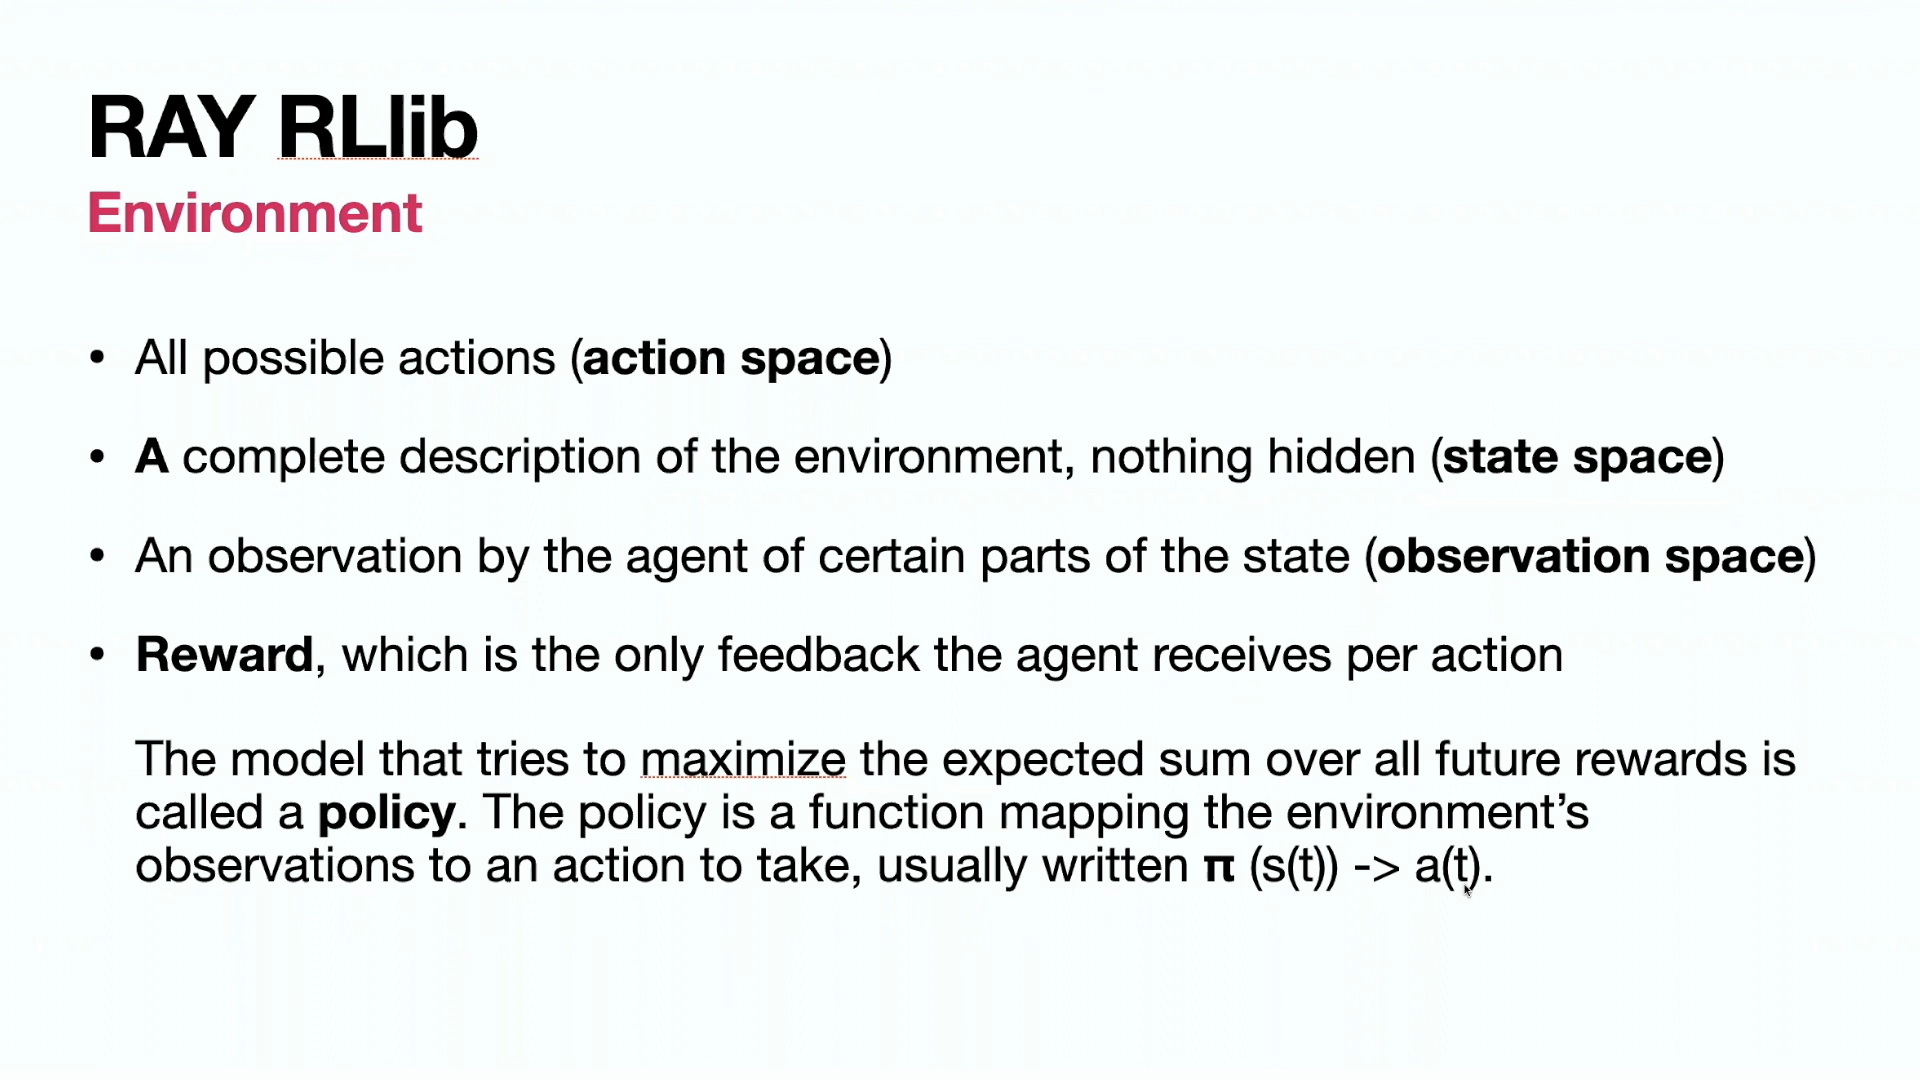 RAY RLlib
Environment
• All possible actions (action space)
• A complete description of the environment, nothing hidden (state space)
• An observation by the agent of certain parts of the state (observation space)
• Reward, which is the only feedback the agent receives per action
The model that tries to maximize the expected sum over all future rewards is
called a policy. The policy is a function mapping the environment’s
observations to an action to take, usually written π (s(t)) -> a(t).